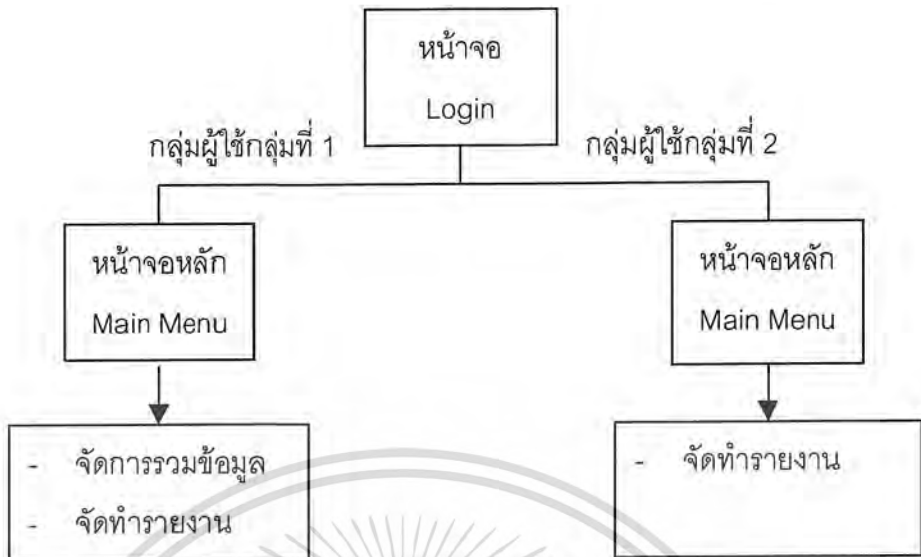 หน้าจอ
Login
กลุ่มผู้ใช้กลุ่มที่ 1
กลุ่มผู้ใช้กลุ่มที่ 2
หน้าจอหลัก
Main Menu
หน้าจอหลัก
Main Menu
- จัดการรวมข้อมูล
- จัดทำรายงาน
- จัดทำรายงาน